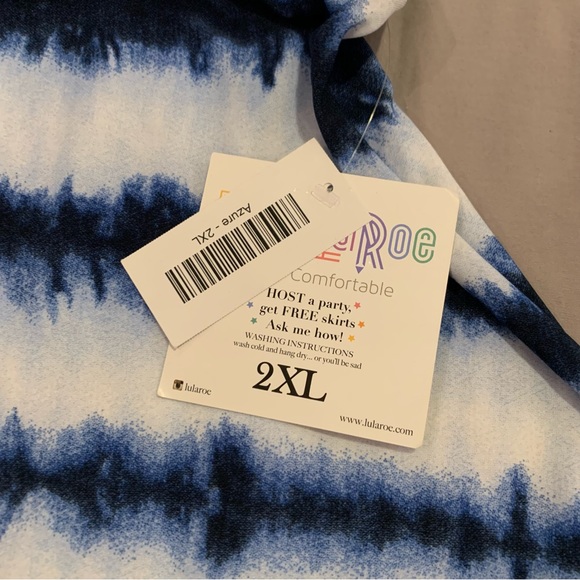 Azure - 2XL
LulaRoe
Comfortable
HOST a party,
get FREE skirts
Ask me how!
WASHING INSTRUCTIONS
wash cold and hang dry... or you'll be sad
2XL
lularoe
www.lularoe.com